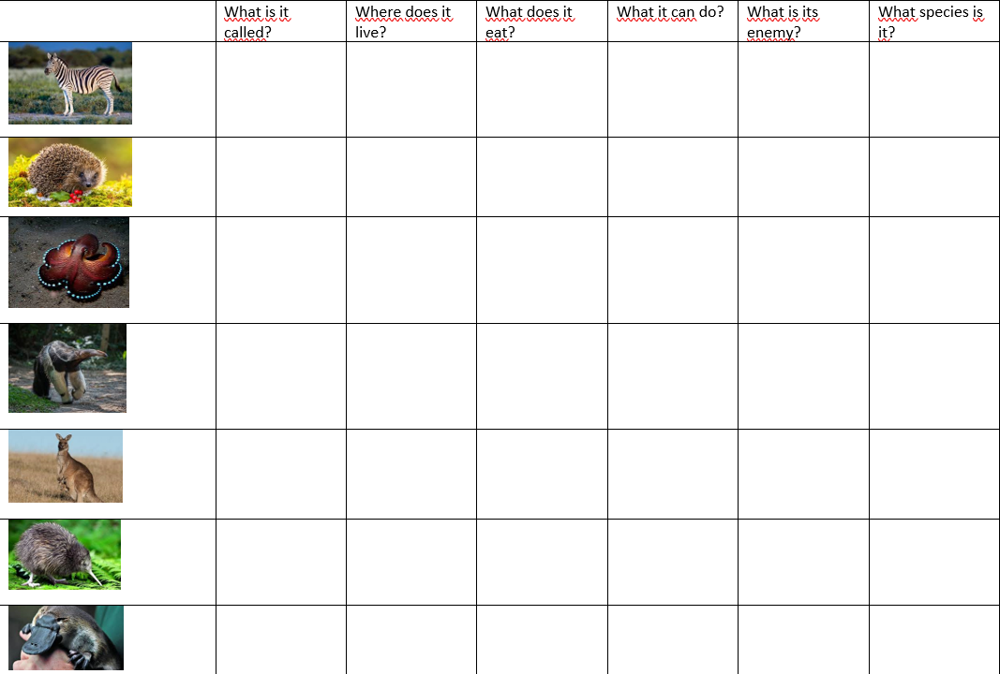 What is it
called?
Where does it
live?
What does it
eat?
What it can do?
What is its
enemy?
What species is
it?